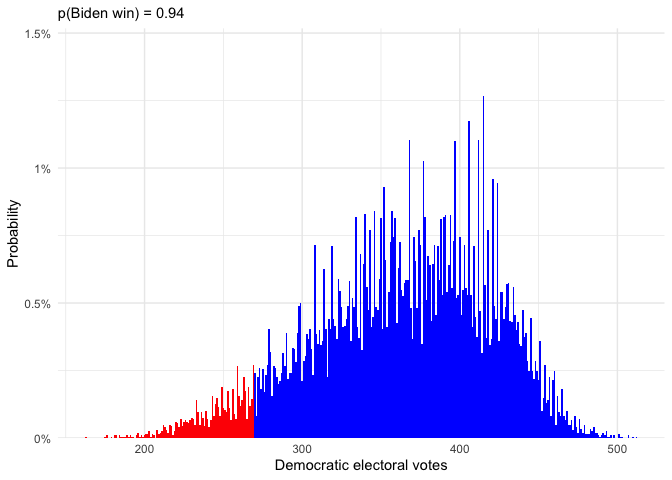 p(Biden win) = 0.94
1.5%
1%
0.5%
0%
Probability
200
300
400
500
Democratic electoral votes